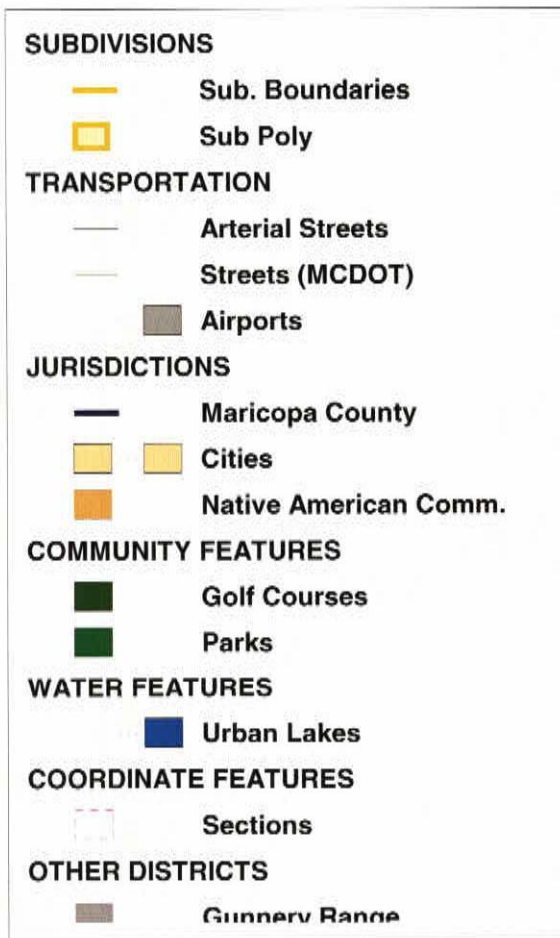 SUBDIVISIONS
Sub. Boundaries
Sub Poly
TRANSPORTATION
Arterial Streets
Streets (MCDOT)
Airports
JURISDICTIONS
Maricopa County
Cities
Native American Comm.
COMMUNITY FEATURES
Golf Courses
Parks
WATER FEATURES
Urban Lakes
COORDINATE FEATURES
Sections
OTHER DISTRICTS
Gunnery Range